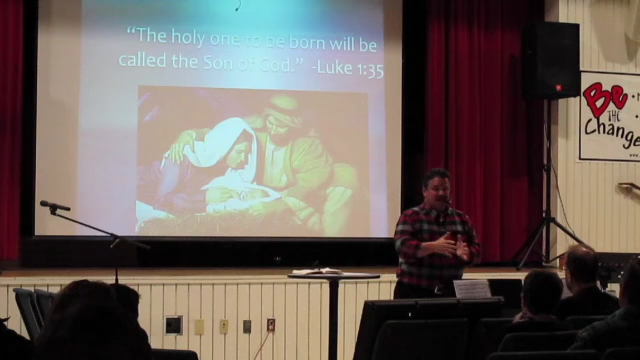 “The holy one to be born will be
called the Son of God.” -Luke 1:35
Be
THE
Change